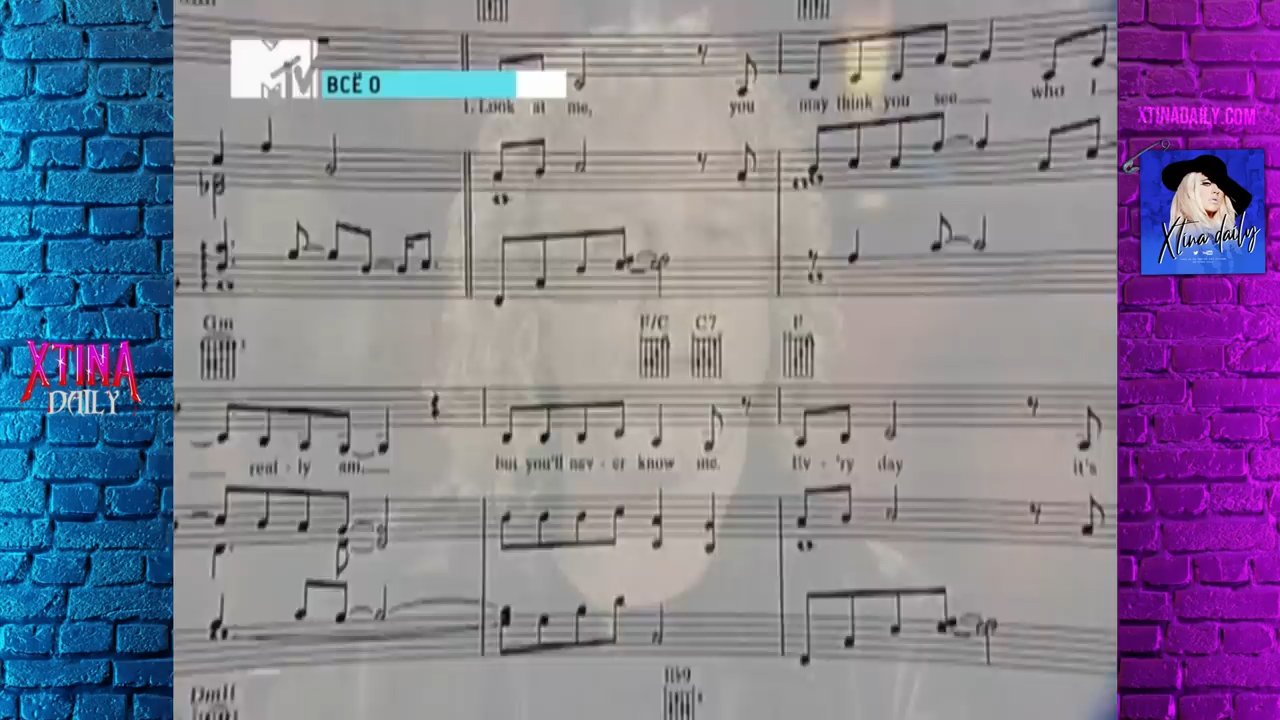 MTV
ВСЁ О
1. Look at me, you may think you see who I
XTINADAILY.COM
Xtina daily
Gm F/C C7 F
XTINA
DAILY
real - ly am, but you'll nev - er know me. Ev - 'ry day it's
Dm11